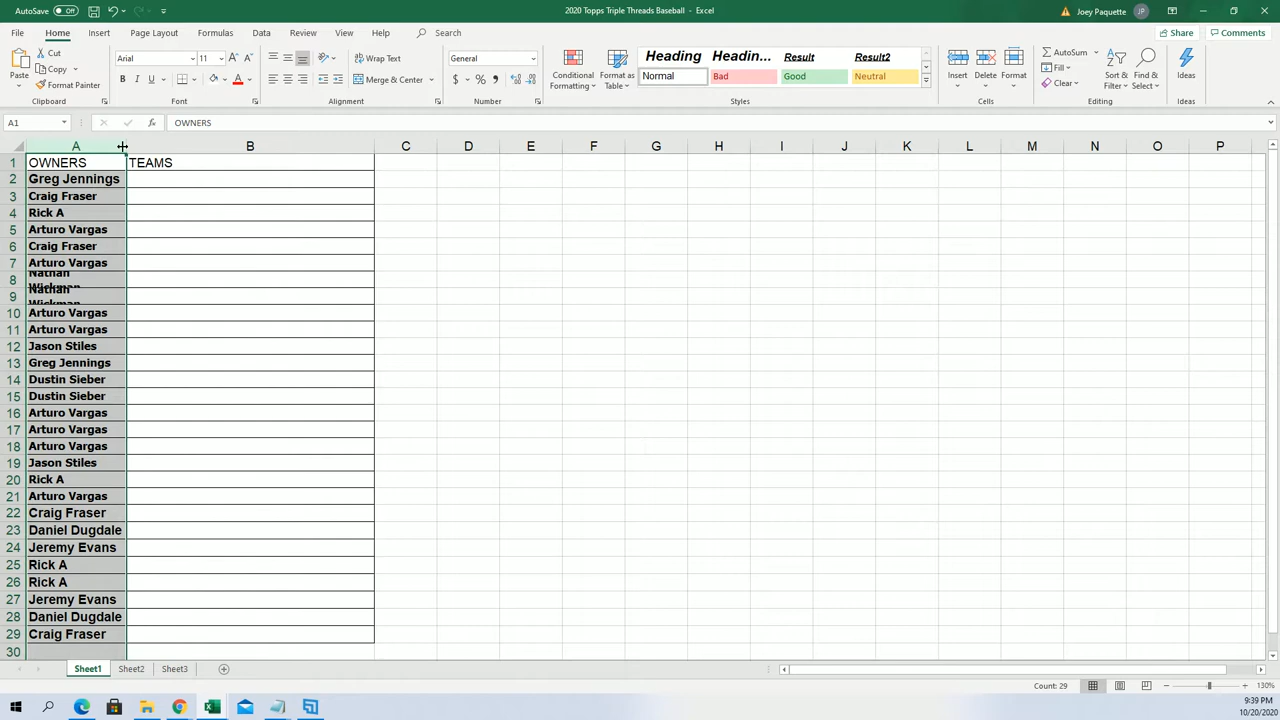 AutoSave Off 2020 Topps Triple Threads Baseball - Excel Joey Paquette JP
File Home Insert Page Layout Formulas Data Review View Help Search Share Comments
Paste Cut Copy Format Painter Clipboard
Arial 11 A A B I U A Font
ab Wrap Text Merge & Center Alignment
General $ % , Number
Conditional Formatting Format as Table Heading Headin... Result Result2 Normal Bad Good Neutral Styles
Insert Delete Format Cells
AutoSum Fill Clear Sort & Filter Find & Select Editing
Ideas Ideas
A1 fx OWNERS
A B C D E F G H I J K L M N O P
1 OWNERS TEAMS
2 Greg Jennings
3 Craig Fraser
4 Rick A
5 Arturo Vargas
6 Craig Fraser
7 Arturo Vargas
8 Nathan Wickman
9 Nathan Wickman
10 Arturo Vargas
11 Arturo Vargas
12 Jason Stiles
13 Greg Jennings
14 Dustin Sieber
15 Dustin Sieber
16 Arturo Vargas
17 Arturo Vargas
18 Arturo Vargas
19 Jason Stiles
20 Rick A
21 Arturo Vargas
22 Craig Fraser
23 Daniel Dugdale
24 Jeremy Evans
25 Rick A
26 Rick A
27 Jeremy Evans
28 Daniel Dugdale
29 Craig Fraser
30
Sheet1 Sheet2 Sheet3
Count: 29 130%
9:39 PM
10/20/2020